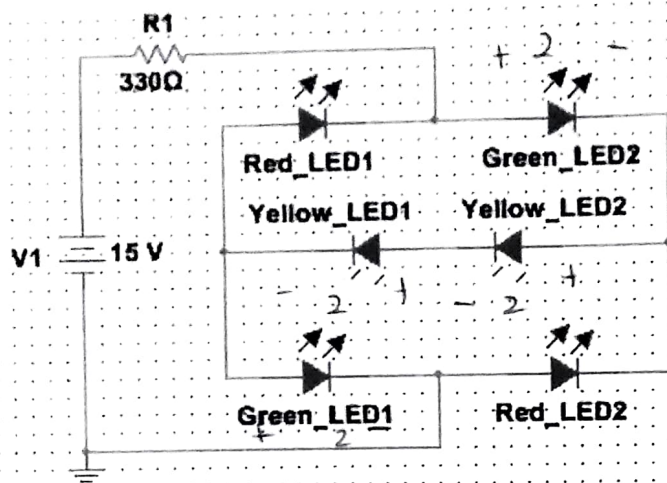 R1
330Ω
+ 2 -
Red_LED1
Green_LED2
Yellow_LED1
Yellow_LED2
V1
15 V
- 2 +
- 2 +
Green_LED1
Red_LED2
+ 2 -